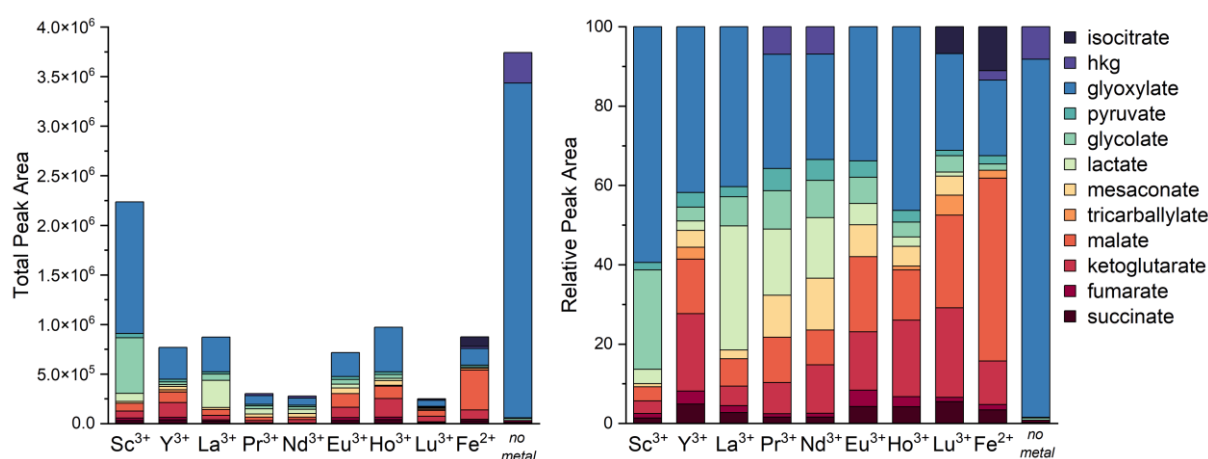 Total Peak Area
4.0×10⁶
3.5×10⁶
3.0×10⁶
2.5×10⁶
2.0×10⁶
1.5×10⁶
1.0×10⁶
5.0×10⁵
0.0
Sc³⁺ Y³⁺ La³⁺ Pr³⁺ Nd³⁺ Eu³⁺ Ho³⁺ Lu³⁺ Fe²⁺ no
metal
Relative Peak Area
100
80
60
40
20
0
Sc³⁺ Y³⁺ La³⁺ Pr³⁺ Nd³⁺ Eu³⁺ Ho³⁺ Lu³⁺ Fe²⁺ no
metal
isocitrate
hkg
glyoxylate
pyruvate
glycolate
lactate
mesaconate
tricarballylate
malate
ketoglutarate
fumarate
succinate